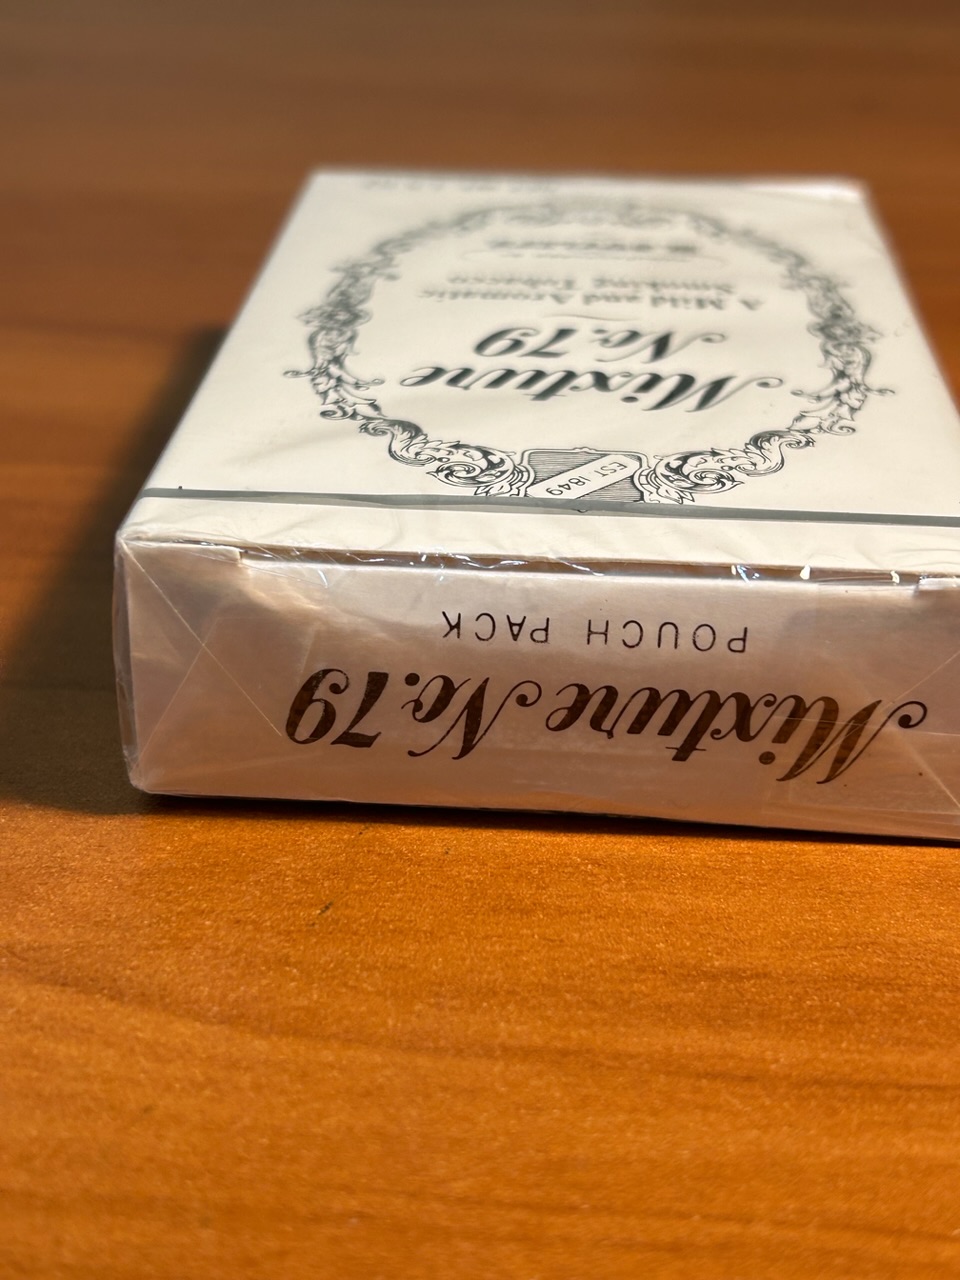 EST. 1849
Mixture
No. 79
A Mild and Aromatic
Smoking Tobacco
Mixture No. 79
POUCH PACK